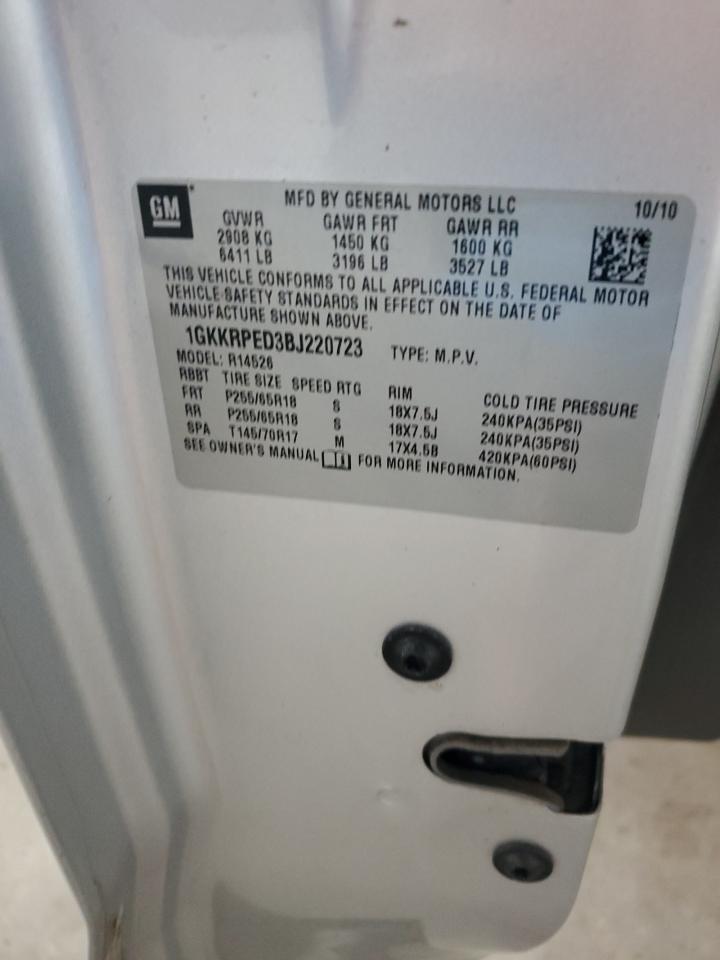 GM
MFD BY GENERAL MOTORS LLC 10/10
GVWR GAWR FRT GAWR RR
2908 KG 1450 KG 1600 KG
6411 LB 3196 LB 3527 LB
THIS VEHICLE CONFORMS TO ALL APPLICABLE U.S. FEDERAL MOTOR
VEHICLE SAFETY STANDARDS IN EFFECT ON THE DATE OF
MANUFACTURE SHOWN ABOVE.
1GKKRPED3BJ220723 TYPE: M.P.V.
MODEL: R14526
RBBT TIRE SIZE SPEED RTG RIM COLD TIRE PRESSURE
FRT P255/65R18 S 18X7.5J 240KPA(35PSI)
RR P255/65R18 S 18X7.5J 240KPA(35PSI)
SPA T145/70R17 M 17X4.5B 420KPA(60PSI)
SEE OWNER'S MANUAL FOR MORE INFORMATION.